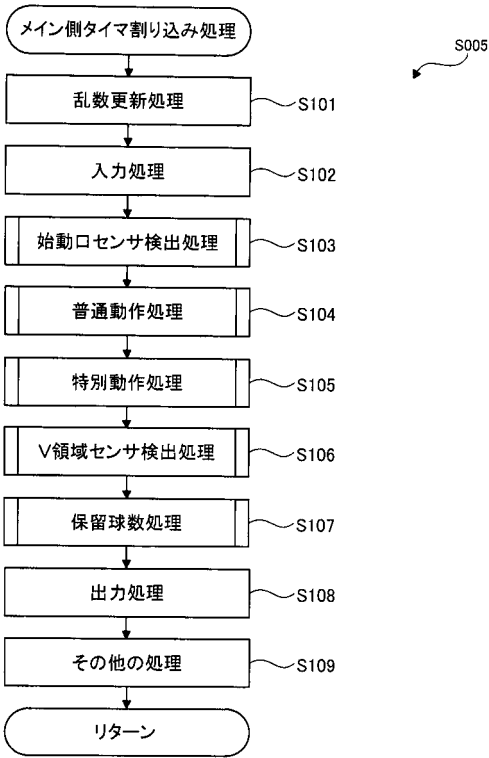 メイン側タイマ割り込み処理
S005
乱数更新処理
S101
入力処理
S102
始動口センサ検出処理
S103
普通動作処理
S104
特別動作処理
S105
V領域センサ検出処理
S106
保留球数処理
S107
出力処理
S108
その他の処理
S109
リターン